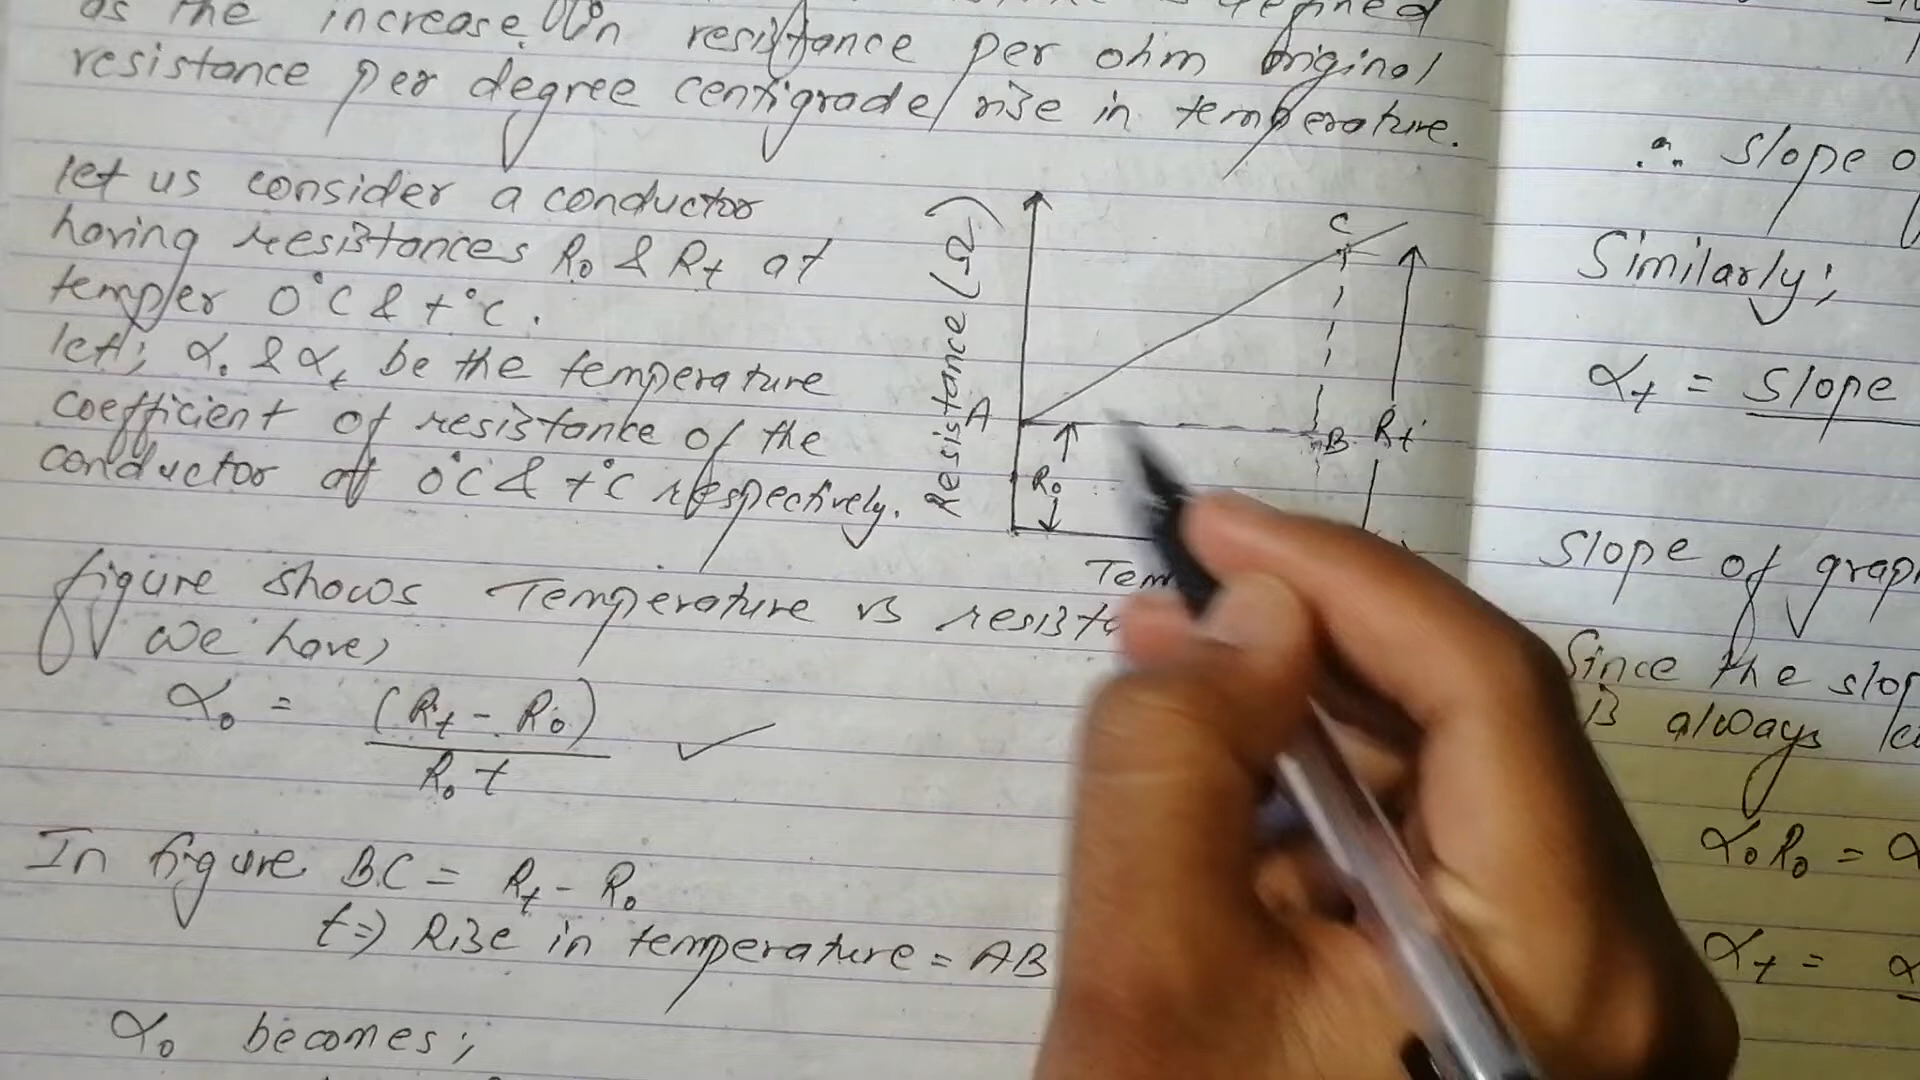 as the increase in resistance per ohm original
resistance per degree centigrade rise in temperature.
let us consider a conductor
having resistances R₀ & Rt at
temper 0°C & t°C.
let; α₀ & αt be the temperature
coefficient of resistance of the
conductor at 0°C & t°C respectively.
Resistance (Ω)
C
A
B
Rt
R₀
Tem
figure shows Temperature vs resista
we have,
α₀ = (Rt - R₀)
R₀ t
In figure BC = Rt - R₀
t => Rise in temperature = AB
α₀ becomes;
∴ slope o
Similarly;
αt = slope
slope of grap
Since the slop
is always
α₀R₀ = α
αt = α